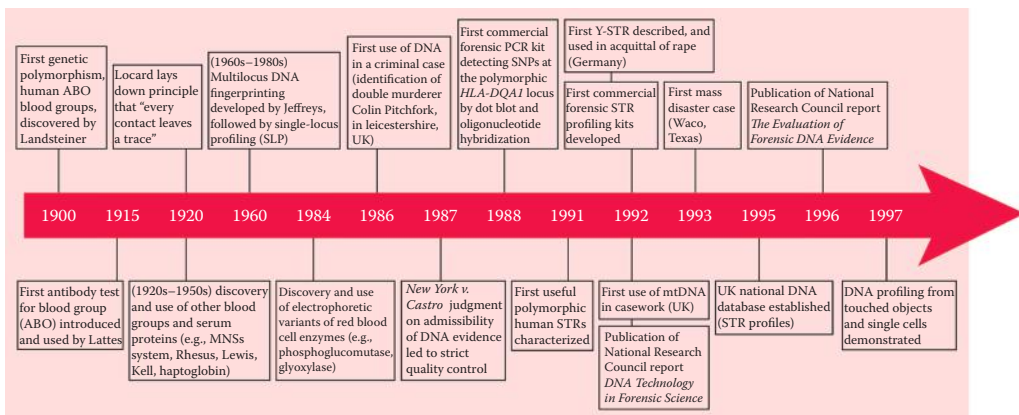 First genetic
polymorphism,
human ABO
blood groups,
discovered by
Landsteiner
Locard lays
down principle
that “every
contact leaves
a trace”
(1960s–1980s)
Multilocus DNA
fingerprinting
developed by Jeffreys,
followed by single-locus
profiling (SLP)
First use of DNA
in a criminal case
(identification of
double murderer
Colin Pitchfork,
in leicestershire,
UK)
First commercial
forensic PCR kit
detecting SNPs at
the polymorphic
HLA-DQA1 locus
by dot blot and
oligonucleotide
hybridization
First Y-STR described, and
used in acquittal of rape
(Germany)
First commercial
forensic STR
profiling kits
developed
First mass
disaster case
(Waco,
Texas)
Publication of National
Research Council report
The Evaluation of
Forensic DNA Evidence
1900 1915 1920 1960 1984 1986 1987 1988 1991 1992 1993 1995 1996 1997
First antibody test
for blood group
(ABO) introduced
and used by Lattes
(1920s–1950s) discovery
and use of other blood
groups and serum
proteins (e.g., MNSs
system, Rhesus, Lewis,
Kell, haptoglobin)
Discovery and use
of electrophoretic
variants of red blood
cell enzymes (e.g.,
phosphoglucomutase,
glyoxylase)
New York v.
Castro judgment
on admissibility
of DNA evidence
led to strict
quality control
First useful
polymorphic
human STRs
characterized
First use of mtDNA
in casework (UK)
Publication of
National Research
Council report
DNA Technology
in Forensic Science
UK national DNA
database established
(STR profiles)
DNA profiling from
touched objects
and single cells
demonstrated